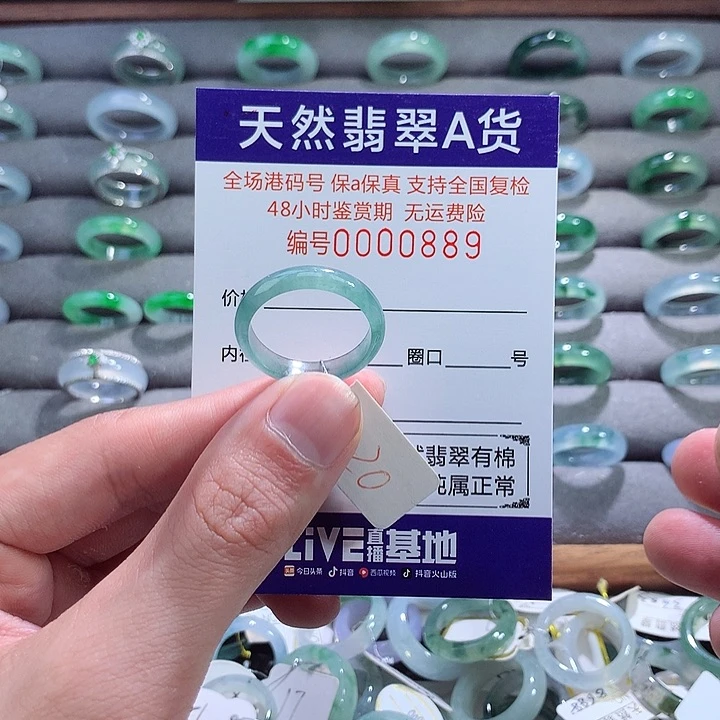 天然翡翠A货
全场港码号 保a保真 支持全国复检
48小时鉴赏期 无运费险
编号0000889
价
内 圈口 号
翡翠有棉
属正常
LiVE直播基地
今日头条 抖音 西瓜视频 抖音火山版
17